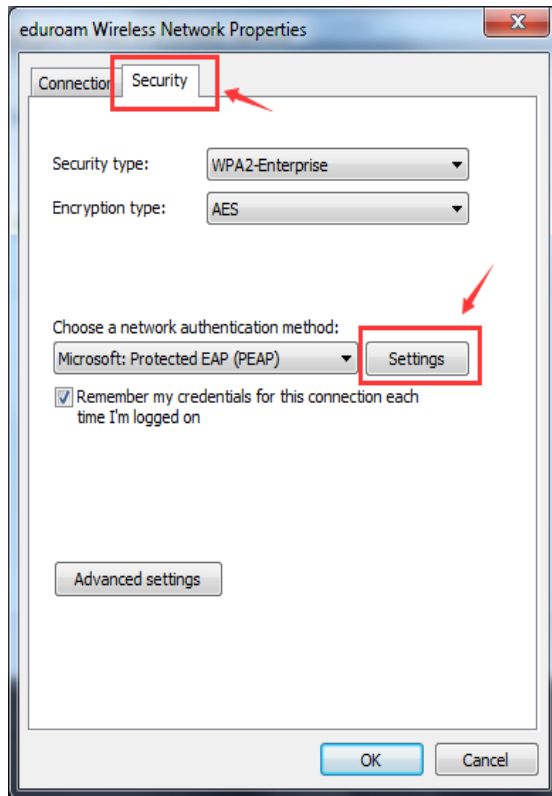 eduroam Wireless Network Properties
Connection Security
Security type: WPA2-Enterprise
Encryption type: AES
Choose a network authentication method:
Microsoft: Protected EAP (PEAP) Settings
Remember my credentials for this connection each
time I'm logged on
Advanced settings
OK Cancel